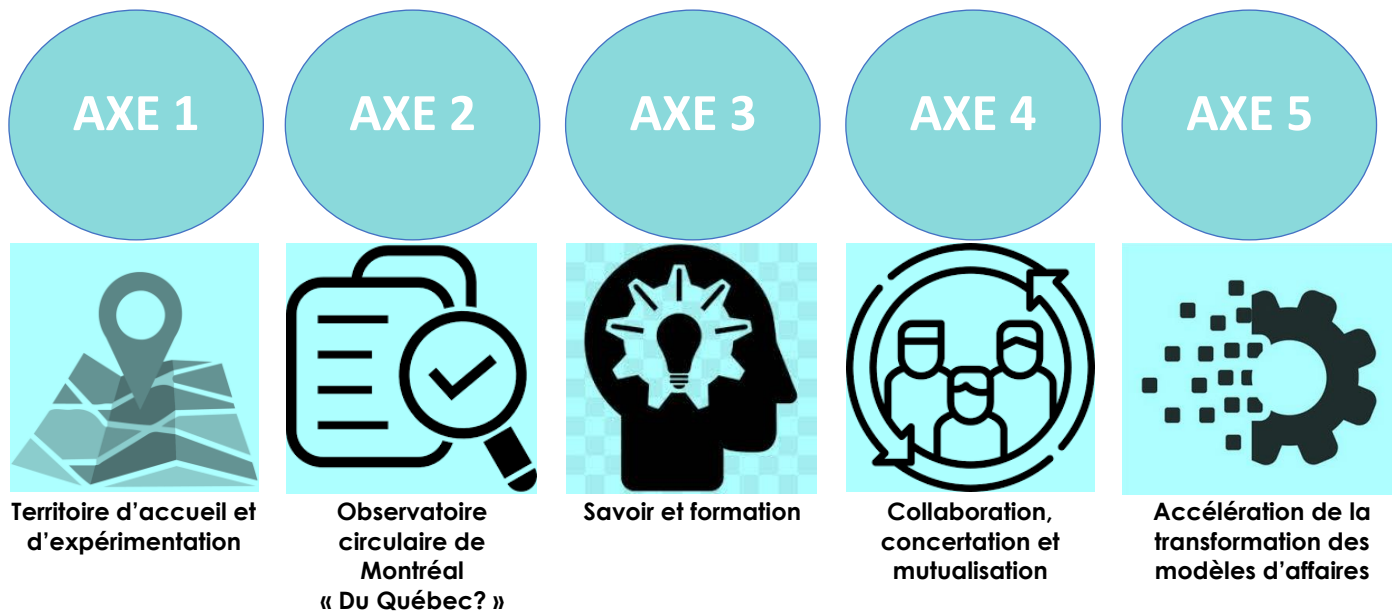 AXE 1
AXE 2
AXE 3
AXE 4
AXE 5
Territoire d’accueil et
d’expérimentation
Observatoire
circulaire de
Montréal
« Du Québec? »
Savoir et formation
Collaboration,
concertation et
mutualisation
Accélération de la
transformation des
modèles d’affaires